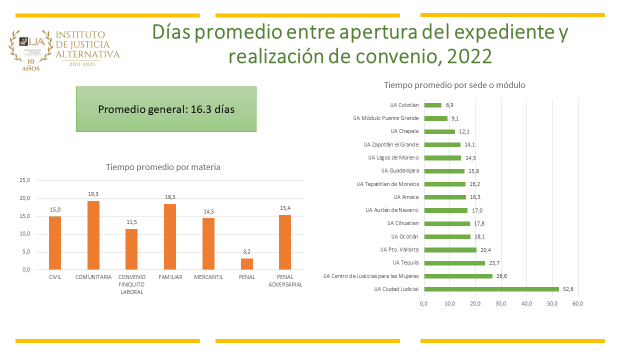 Días promedio entre apertura del expediente y
realización de convenio, 2022
IJA
10
AÑOS
INSTITUTO
DE JUSTICIA
ALTERNATIVA
2011-2021
Promedio general: 16.3 días
Tiempo promedio por materia
25,0
20,0
15,0
10,0
5,0
0,0
15,0
19,3
11,5
18,5
14,5
3,2
15,4
CIVIL
COMUNITARIA
CONVENIO
FINIQUITO
LABORAL
FAMILIAR
MERCANTIL
PENAL
PENAL
ADVERSARIAL
Tiempo promedio por sede o módulo
IJA Colotlán 6,9
IJA Módulo Puente Grande 9,1
IJA Chapala 12,1
IJA Zapotlán el Grande 14,1
IJA Lagos de Moreno 14,5
IJA Guadalajara 15,8
IJA Tepatitlán de Morelos 16,2
IJA Ameca 16,3
IJA Autlán de Navarro 17,0
IJA Cihuatlán 17,8
IJA Ocotlán 18,1
IJA Pto. Vallarta 20,4
IJA Tequila 23,7
IJA Centro de Justicia para las Mujeres 26,6
IJA Ciudad Judicial 52,6
0,0 10,0 20,0 30,0 40,0 50,0 60,0